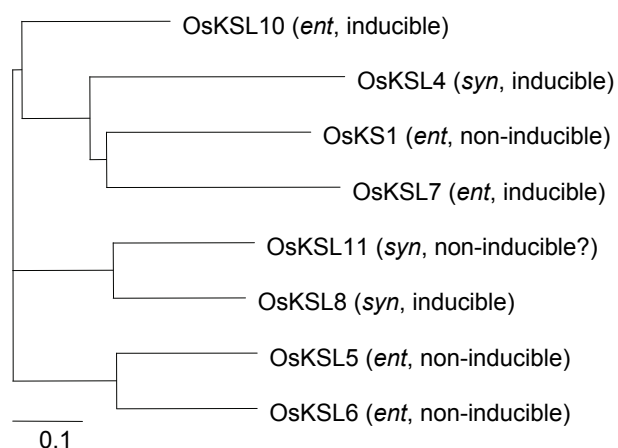 OsKSL10 (ent, inducible)
OsKSL4 (syn, inducible)
OsKS1 (ent, non-inducible)
OsKSL7 (ent, inducible)
OsKSL11 (syn, non-inducible?)
OsKSL8 (syn, inducible)
OsKSL5 (ent, non-inducible)
OsKSL6 (ent, non-inducible)
0.1